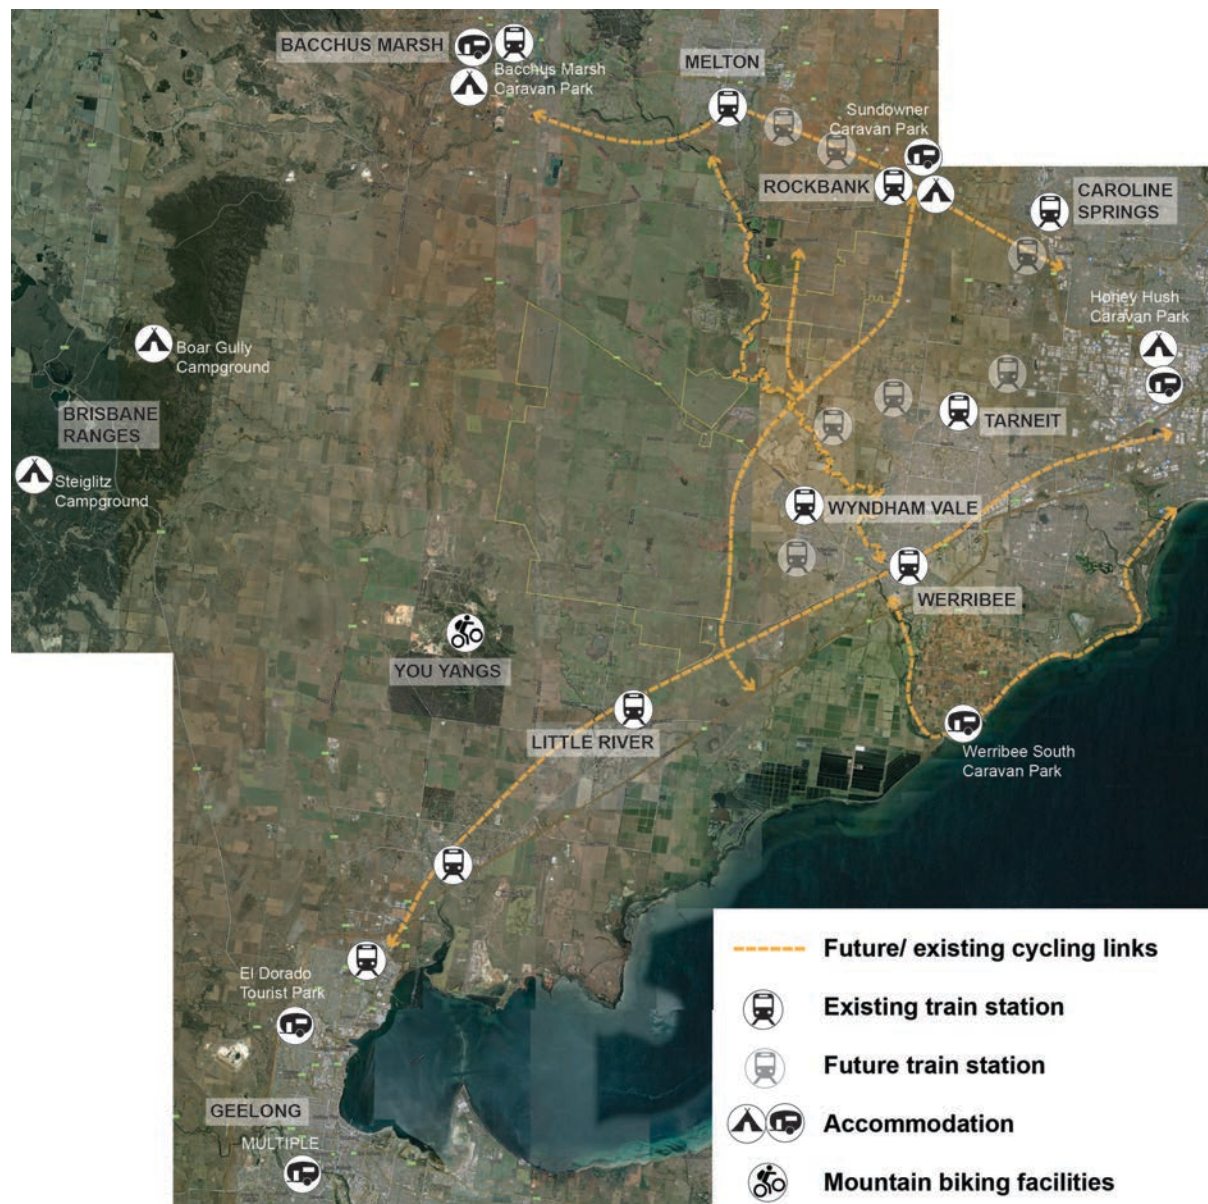 BACCHUS MARSH
Bacchus Marsh
Caravan Park
MELTON
Sundowner
Caravan Park
ROCKBANK
CAROLINE
SPRINGS
Honey Hush
Caravan Park
Boar Gully
Campground
BRISBANE
RANGES
TARNEIT
Steiglitz
Campground
WYNDHAM VALE
WERRIBEE
YOU YANGS
LITTLE RIVER
Werribee South
Caravan Park
El Dorado
Tourist Park
GEELONG
MULTIPLE
Future/ existing cycling links
Existing train station
Future train station
Accommodation
Mountain biking facilities